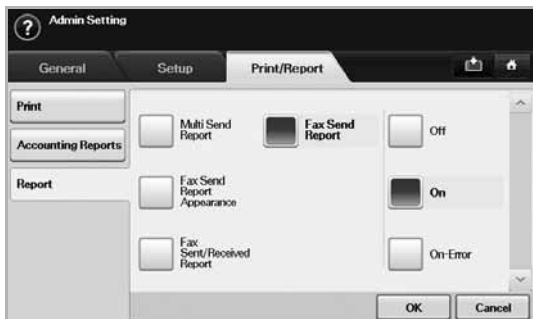 Admin Setting
General
Setup
Print/Report
Print
Accounting Reports
Report
Multi Send
Report
Fax Send
Report
Off
Fax Send
Report
Appearance
On
Fax
Sent/Received
Report
On-Error
OK
Cancel